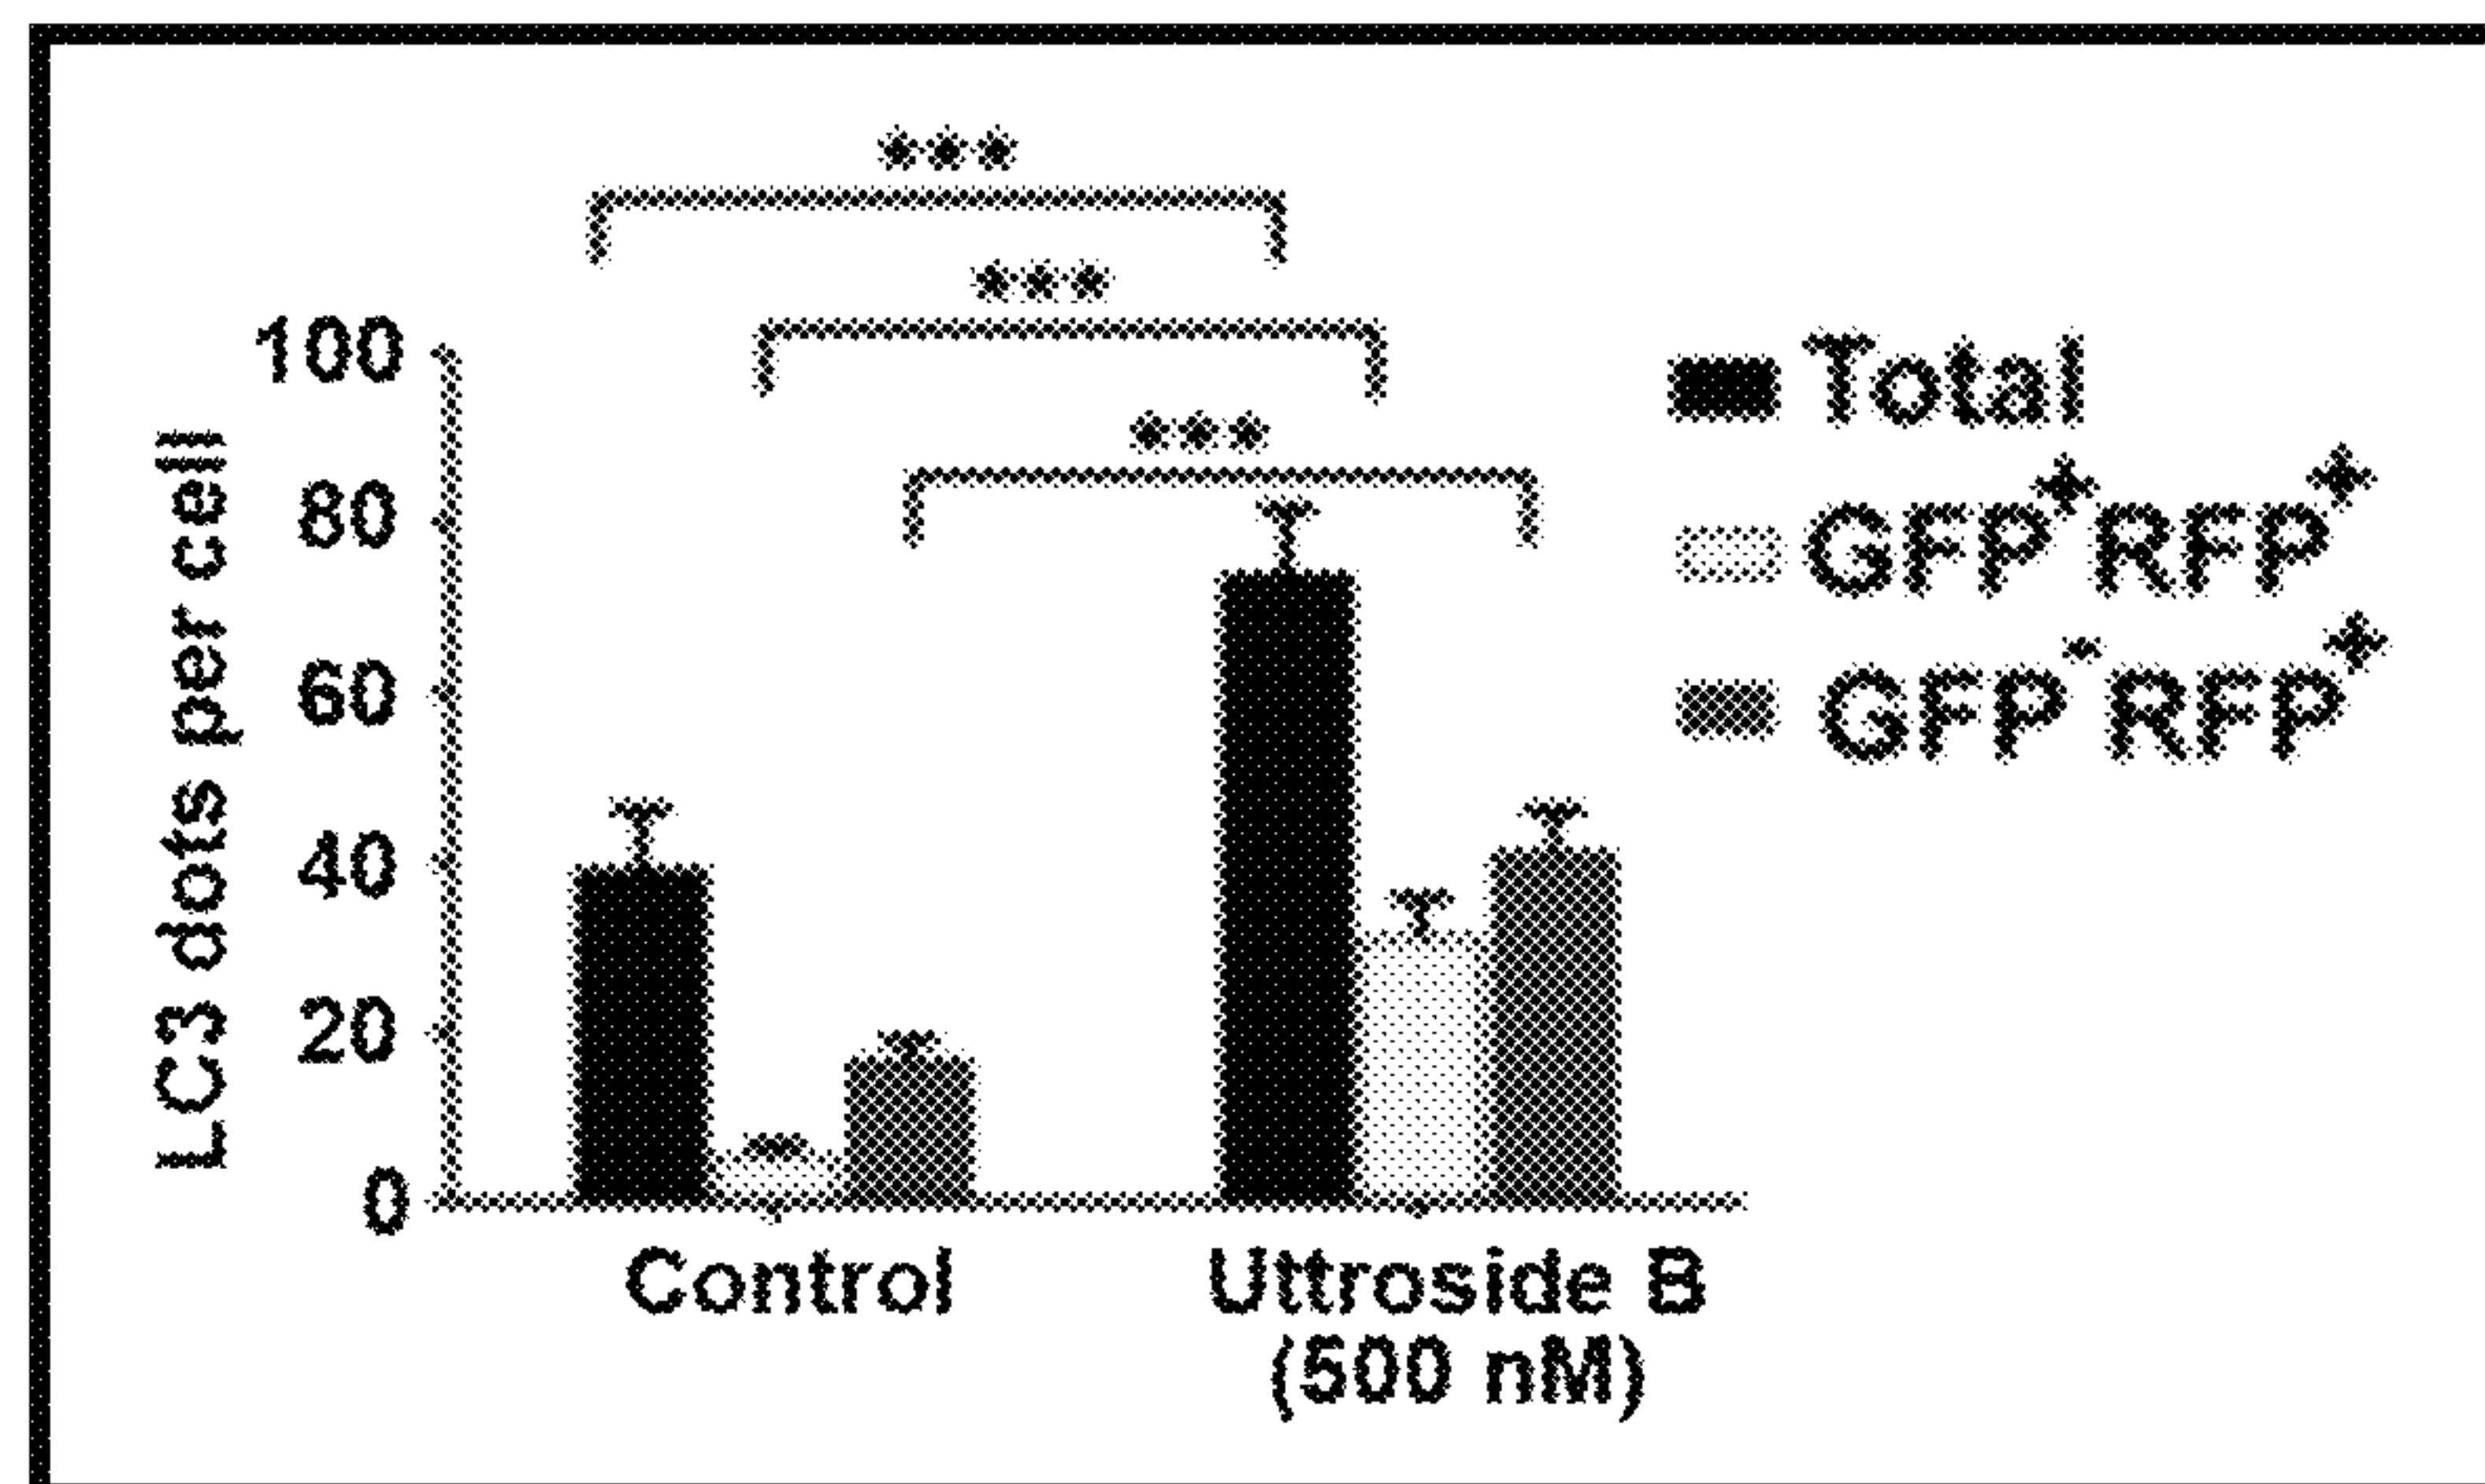 ***
***
***
100
80
60
40
20
0
LC3 dots per cell
Total
GFP⁺RFP⁺
GFP⁻RFP⁺
Control
Uttroside B
(500 nM)